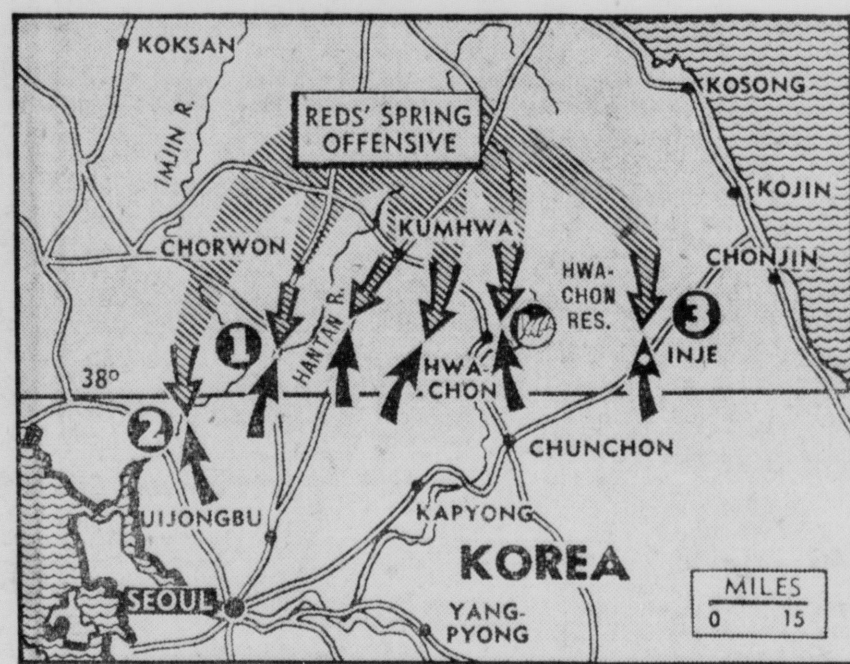 KOKSAN
IMJIN R.
REDS' SPRING
OFFENSIVE
KOSONG
KOJIN
CHORWON
KUMHWA
CHONJIN
HWA-
CHON
RES.
HANTAN R.
1
3
INJE
HWA-
CHON
38°
2
CHUNCHON
UIJONGBU
KAPYONG
KOREA
SEOUL
YANG-
PYONG
MILES
0 15